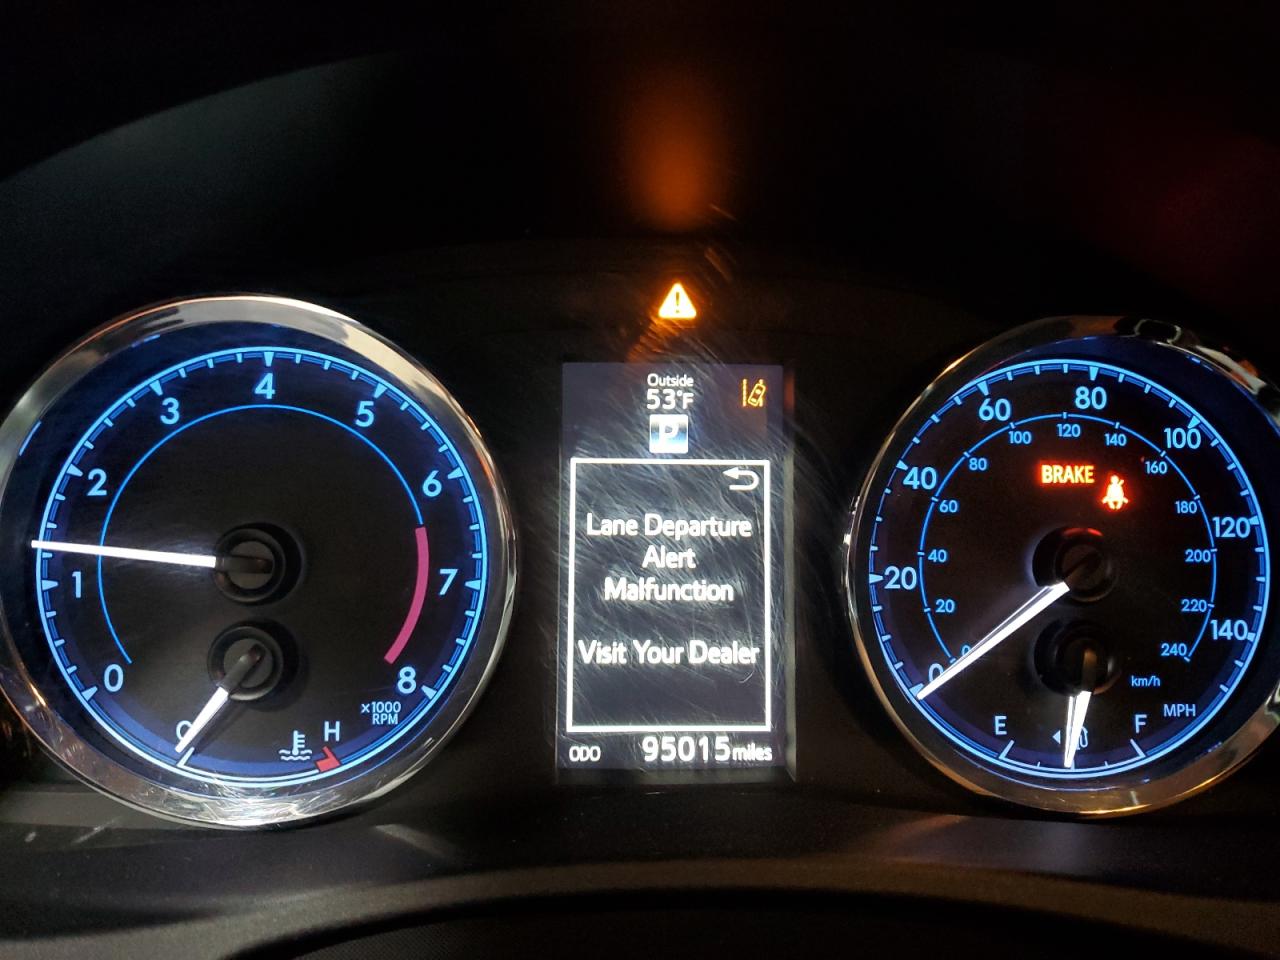 0
1
2
3
4
5
6
7
8
×1000
RPM
C
H
Outside
53°F
P
Lane Departure
Alert
Malfunction
Visit Your Dealer
ODO 95015 miles
BRAKE
0
20
40
60
80
100
120
140
0
20
40
60
80
100
120
140
160
180
200
220
240
km/h
MPH
E
F